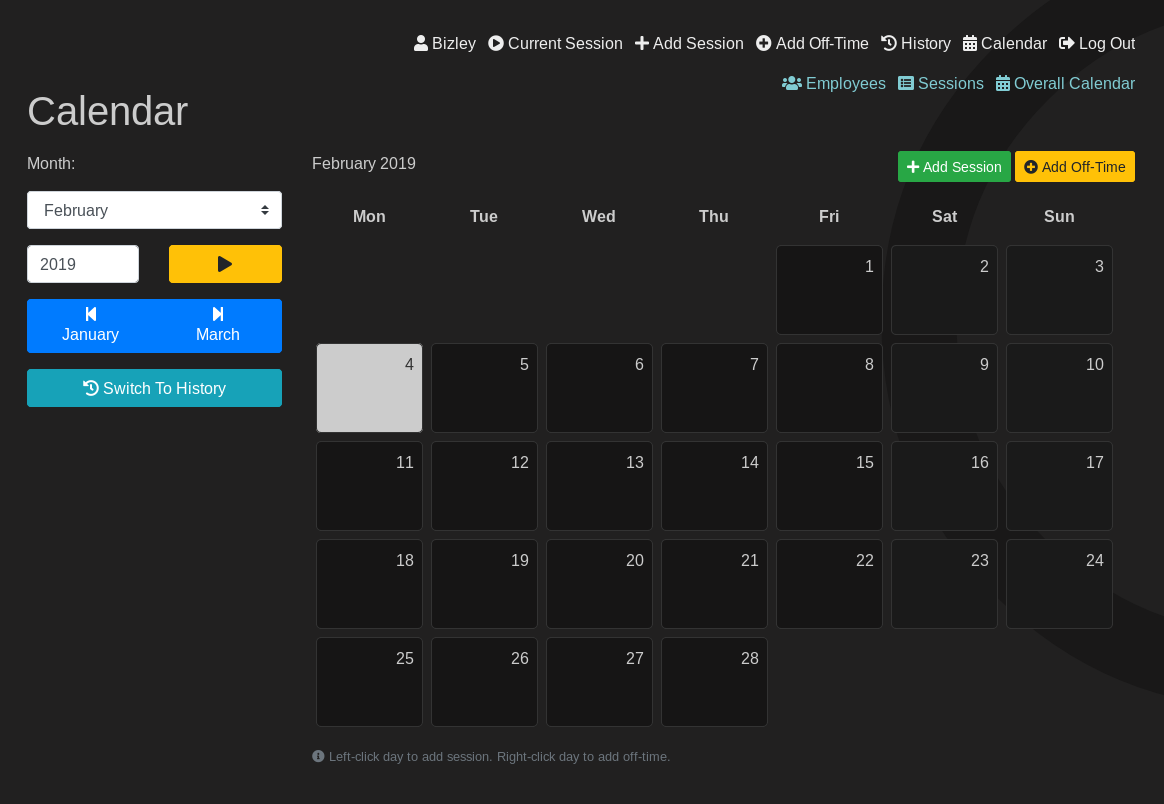 Bizley Current Session Add Session Add Off-Time History Calendar Log Out
Employees Sessions Overall Calendar
Calendar
Month:
February
2019
January March
Switch To History
February 2019
Add Session Add Off-Time
Mon Tue Wed Thu Fri Sat Sun
1 2 3
4 5 6 7 8 9 10
11 12 13 14 15 16 17
18 19 20 21 22 23 24
25 26 27 28
Left-click day to add session. Right-click day to add off-time.